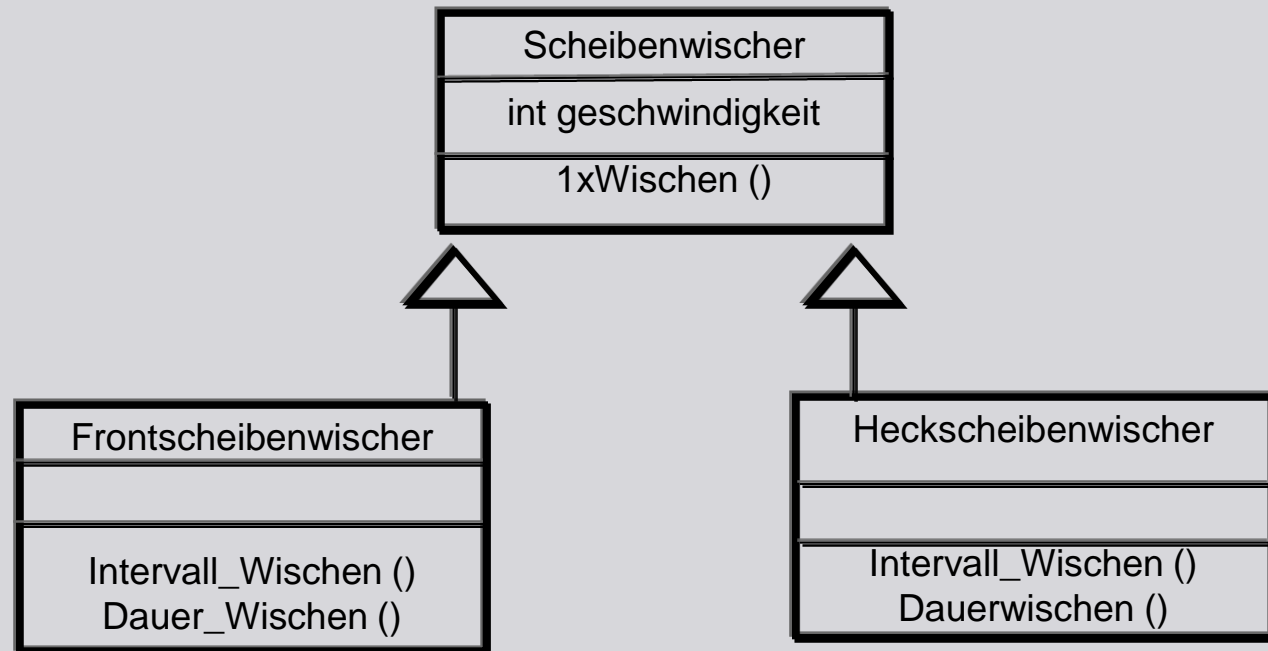 Scheibenwischer
int geschwindigkeit
1xWischen ()
Frontscheibenwischer
Intervall_Wischen ()
Dauer_Wischen ()
Heckscheibenwischer
Intervall_Wischen ()
Dauerwischen ()